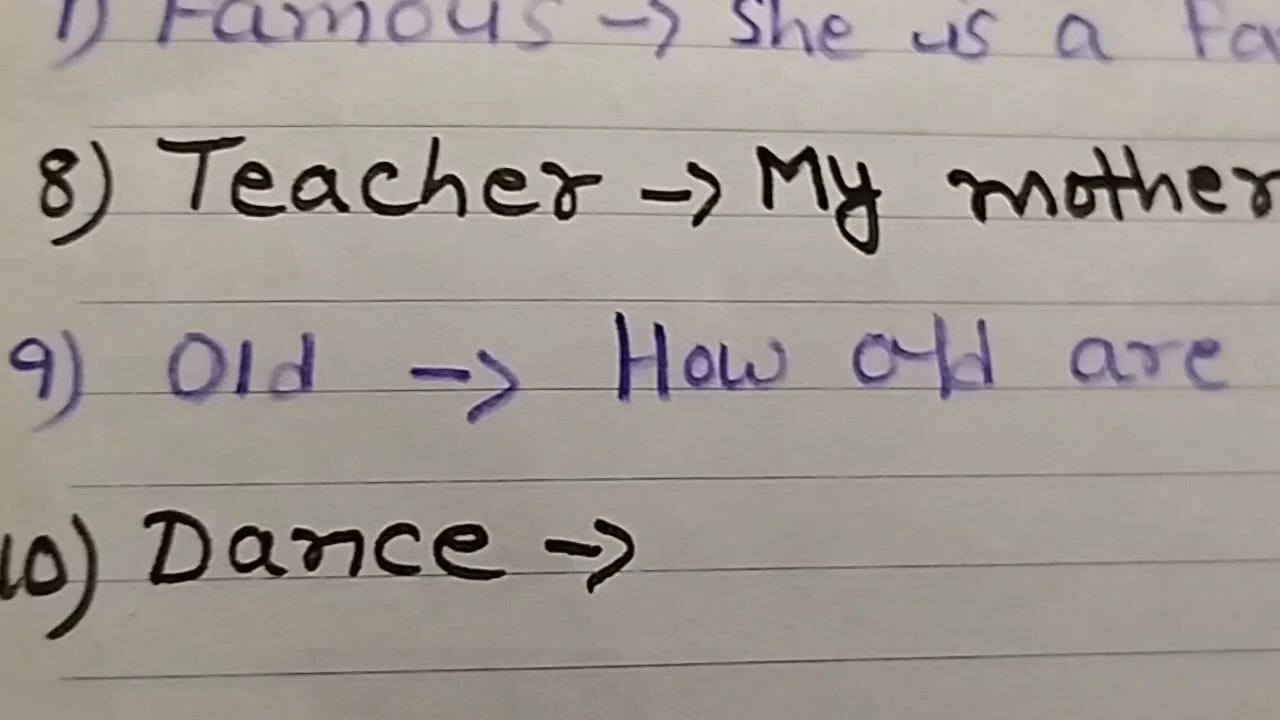 Famous -> She is a
8) Teacher -> My mother
9) Old -> How old are
10) Dance ->